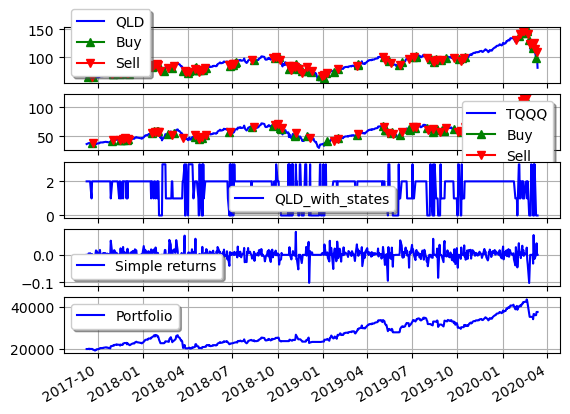 150
100
QLD
Buy
Sell
100
50
TQQQ
Buy
Sell
2
0
QLD_with_states
0.0
−0.1
Simple returns
40000
20000
Portfolio
2017-10
2018-01
2018-04
2018-07
2018-10
2019-01
2019-04
2019-07
2019-10
2020-01
2020-04